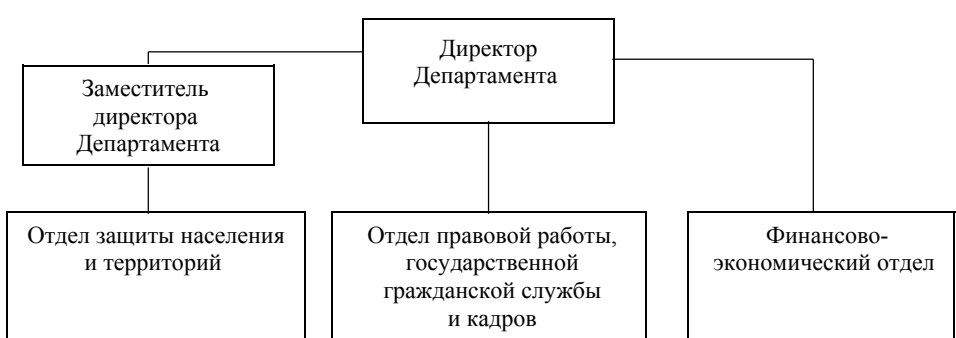 Директор
Департамента
Заместитель
директора
Департамента
Отдел защиты населения
и территорий
Отдел правовой работы,
государственной
гражданской службы
и кадров
Финансово-
экономический отдел